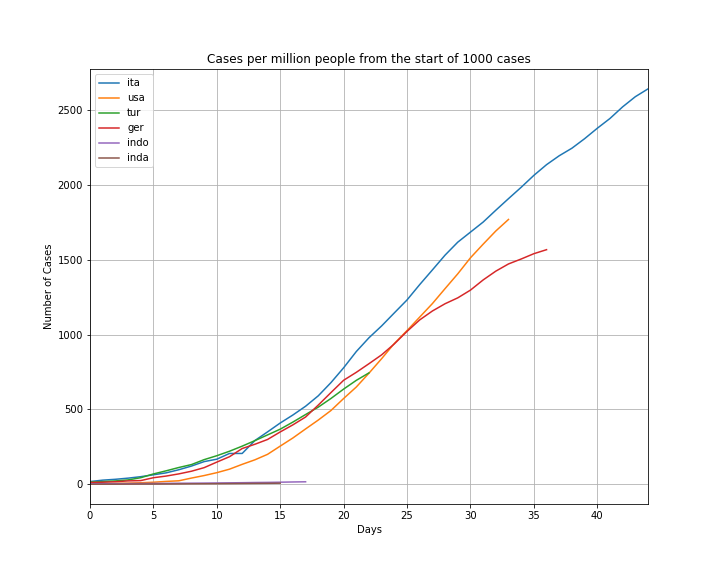 Cases per million people from the start of 1000 cases
ita
usa
tur
ger
indo
inda
Number of Cases
2500
2000
1500
1000
500
0
0 5 10 15 20 25 30 35 40
Days